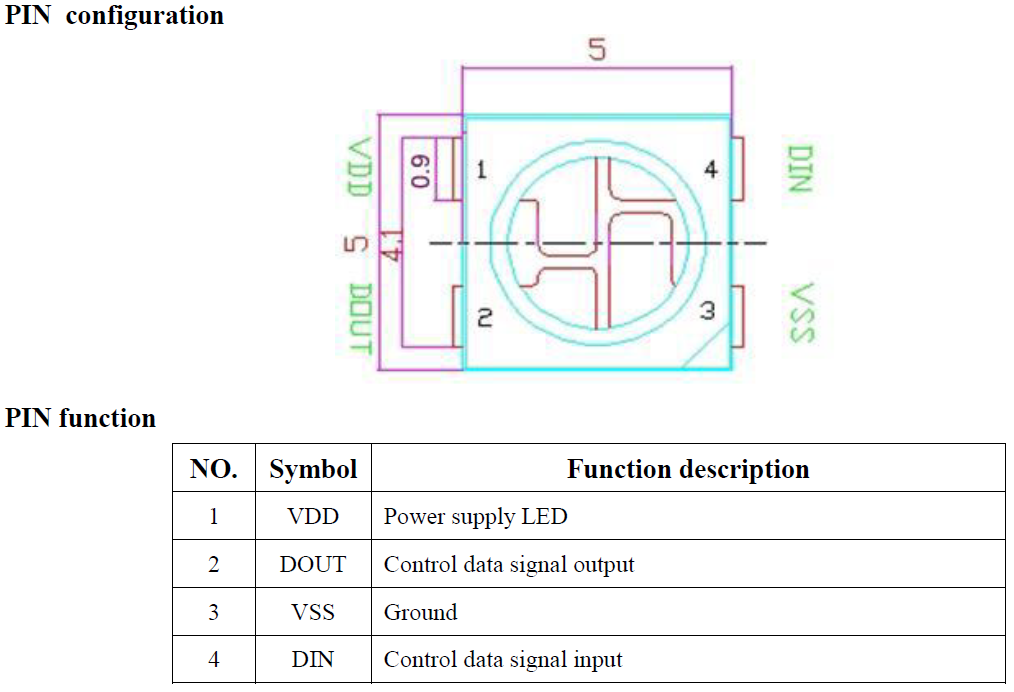 PIN configuration
5
VDD
0.9
1
4
DIN
5
4.1
DOUT
2
3
VSS
PIN function
NO. Symbol Function description
1 VDD Power supply LED
2 DOUT Control data signal output
3 VSS Ground
4 DIN Control data signal input